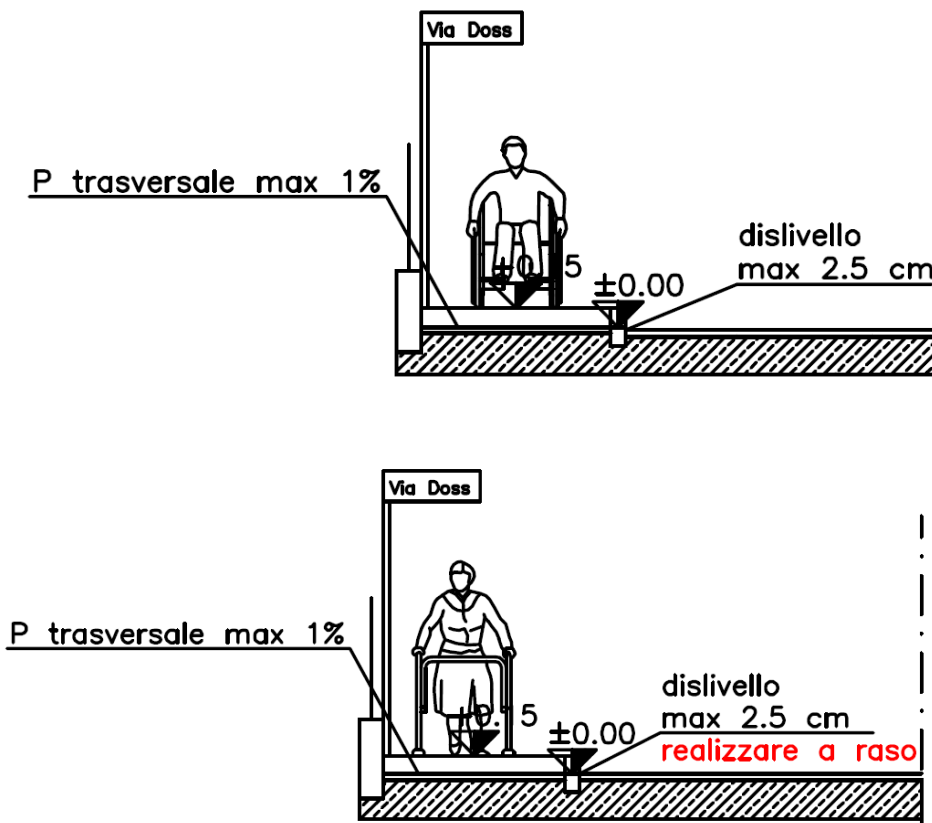 Via Doss
P trasversale max 1%
dislivello
max 2.5 cm
±0.00
Via Doss
P trasversale max 1%
dislivello
max 2.5 cm
±0.00
realizzare a raso